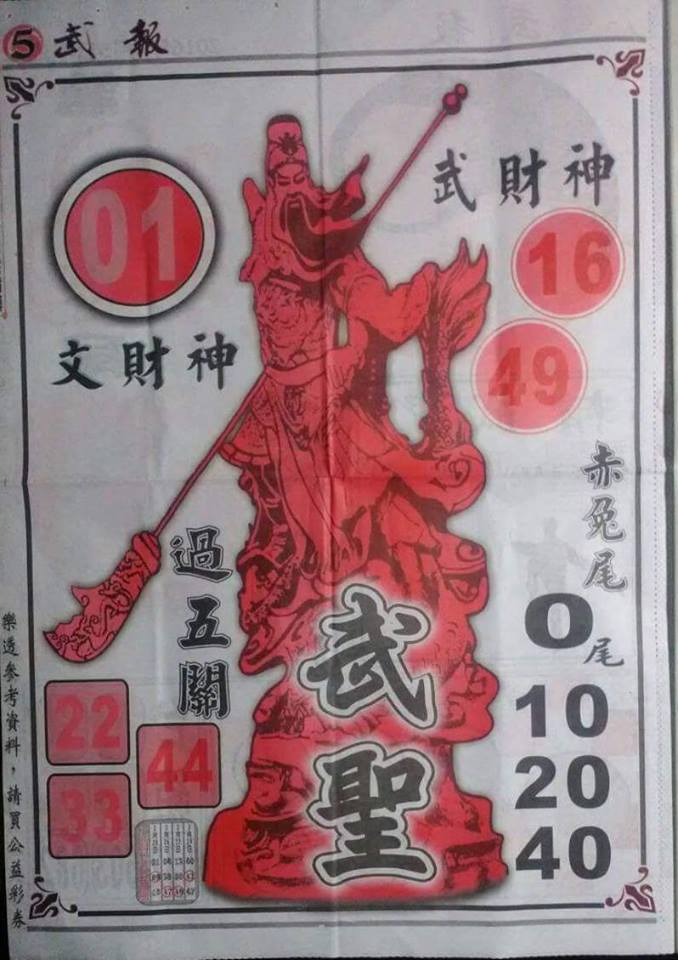 5 武報
01
文財神
武財神
16
49
赤兔尾
0尾
10
20
40
過五關
22
33
44
武聖
樂透參考資料，請買公益彩券